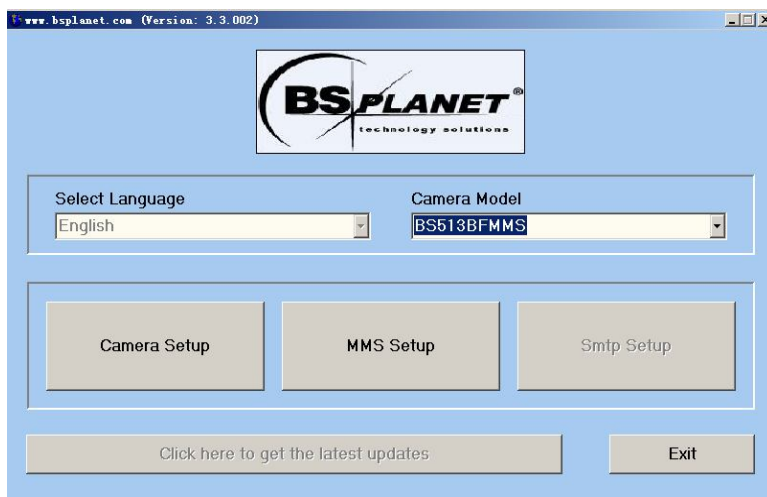 www.bsplanet.com (Version: 3.3.002)
BS PLANET®
technology solutions
Select Language
Camera Model
English
BS513BFMMS
Camera Setup
MMS Setup
Smtp Setup
Click here to get the latest updates
Exit